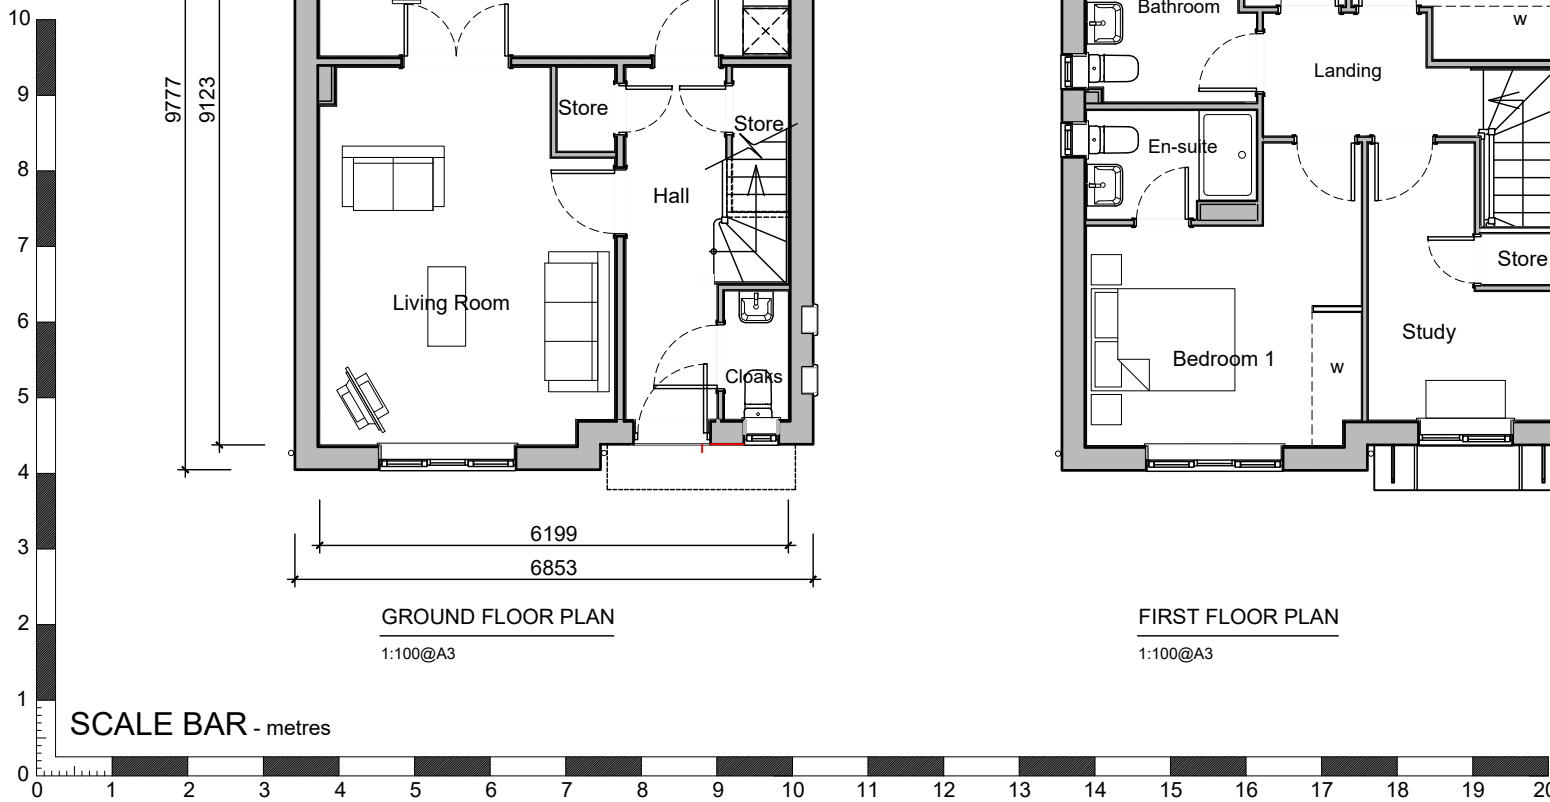 10
9
8
7
6
5
4
3
2
1
0
9777
9123
Store
Store
Hall
Living Room
Cloaks
6199
6853
GROUND FLOOR PLAN
1:100@A3
Bathroom
w
Landing
En-suite
Store
Study
Bedroom 1
w
FIRST FLOOR PLAN
1:100@A3
SCALE BAR - metres
0 1 2 3 4 5 6 7 8 9 10 11 12 13 14 15 16 17 18 19 20